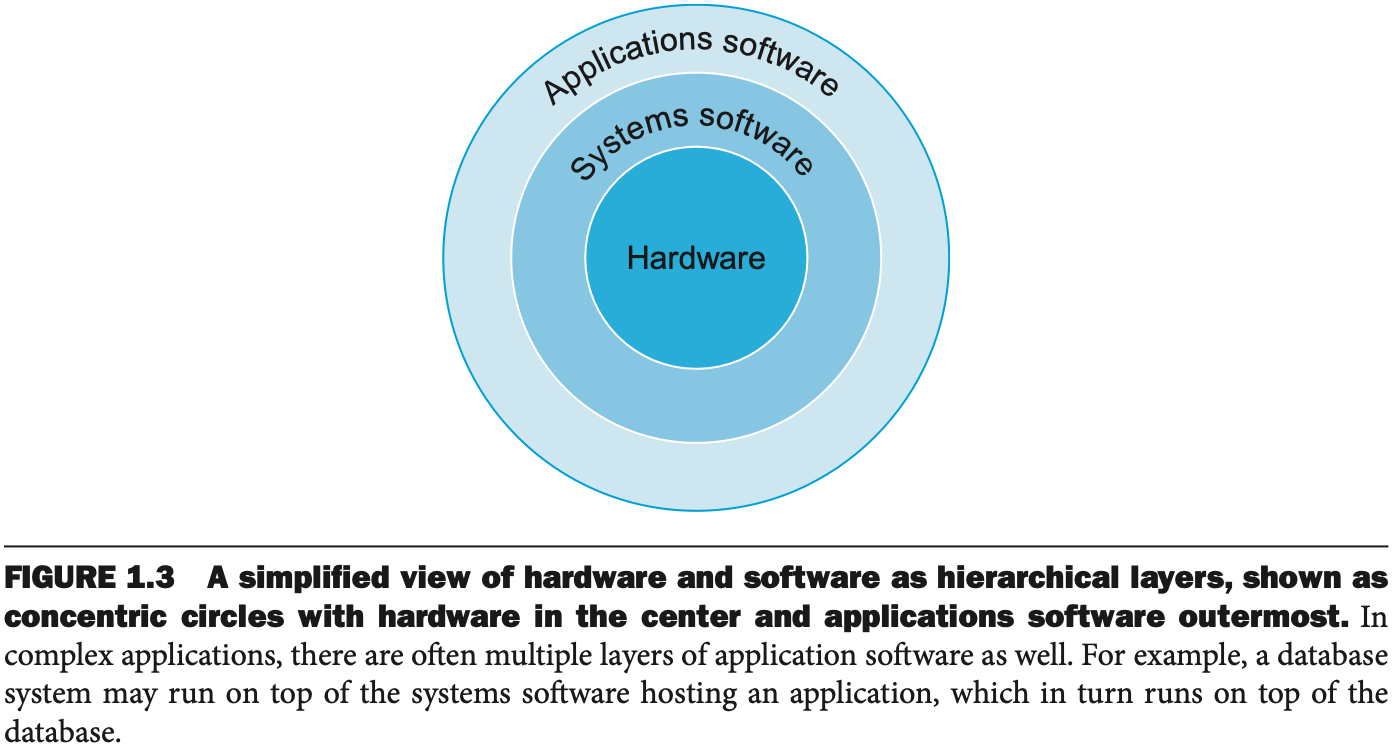 Applications software
Systems software
Hardware
FIGURE 1.3 A simplified view of hardware and software as hierarchical layers, shown as
concentric circles with hardware in the center and applications software outermost. In
complex applications, there are often multiple layers of application software as well. For example, a database
system may run on top of the systems software hosting an application, which in turn runs on top of the
database.